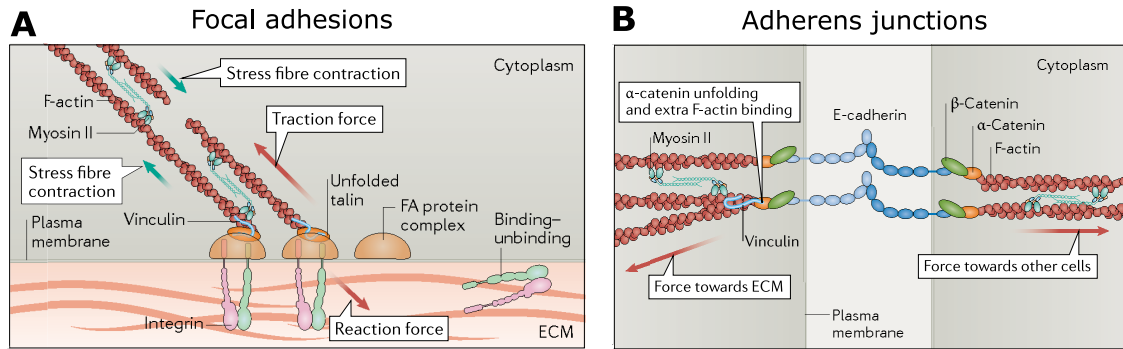 A
Focal adhesions
Stress fibre contraction
Cytoplasm
F-actin
Myosin II
Traction force
Stress fibre
contraction
Unfolded
talin
Vinculin
FA protein
complex
Plasma
membrane
Binding–
unbinding
Integrin
Reaction force
ECM
B
Adherens junctions
Cytoplasm
α-catenin unfolding
and extra F-actin binding
β-Catenin
E-cadherin
α-Catenin
Myosin II
F-actin
Vinculin
Force towards other cells
Force towards ECM
Plasma
membrane